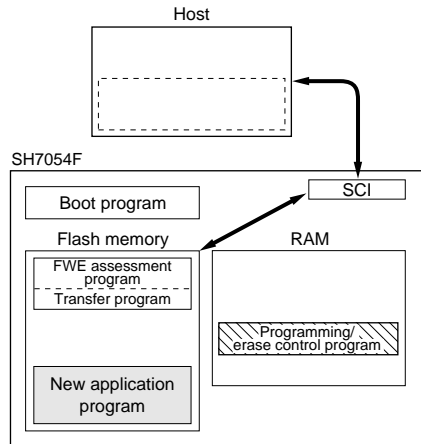 Host
SH7054F
SCI
Boot program
Flash memory
RAM
FWE assessment
program
Transfer program
Programming/
erase control program
New application
program